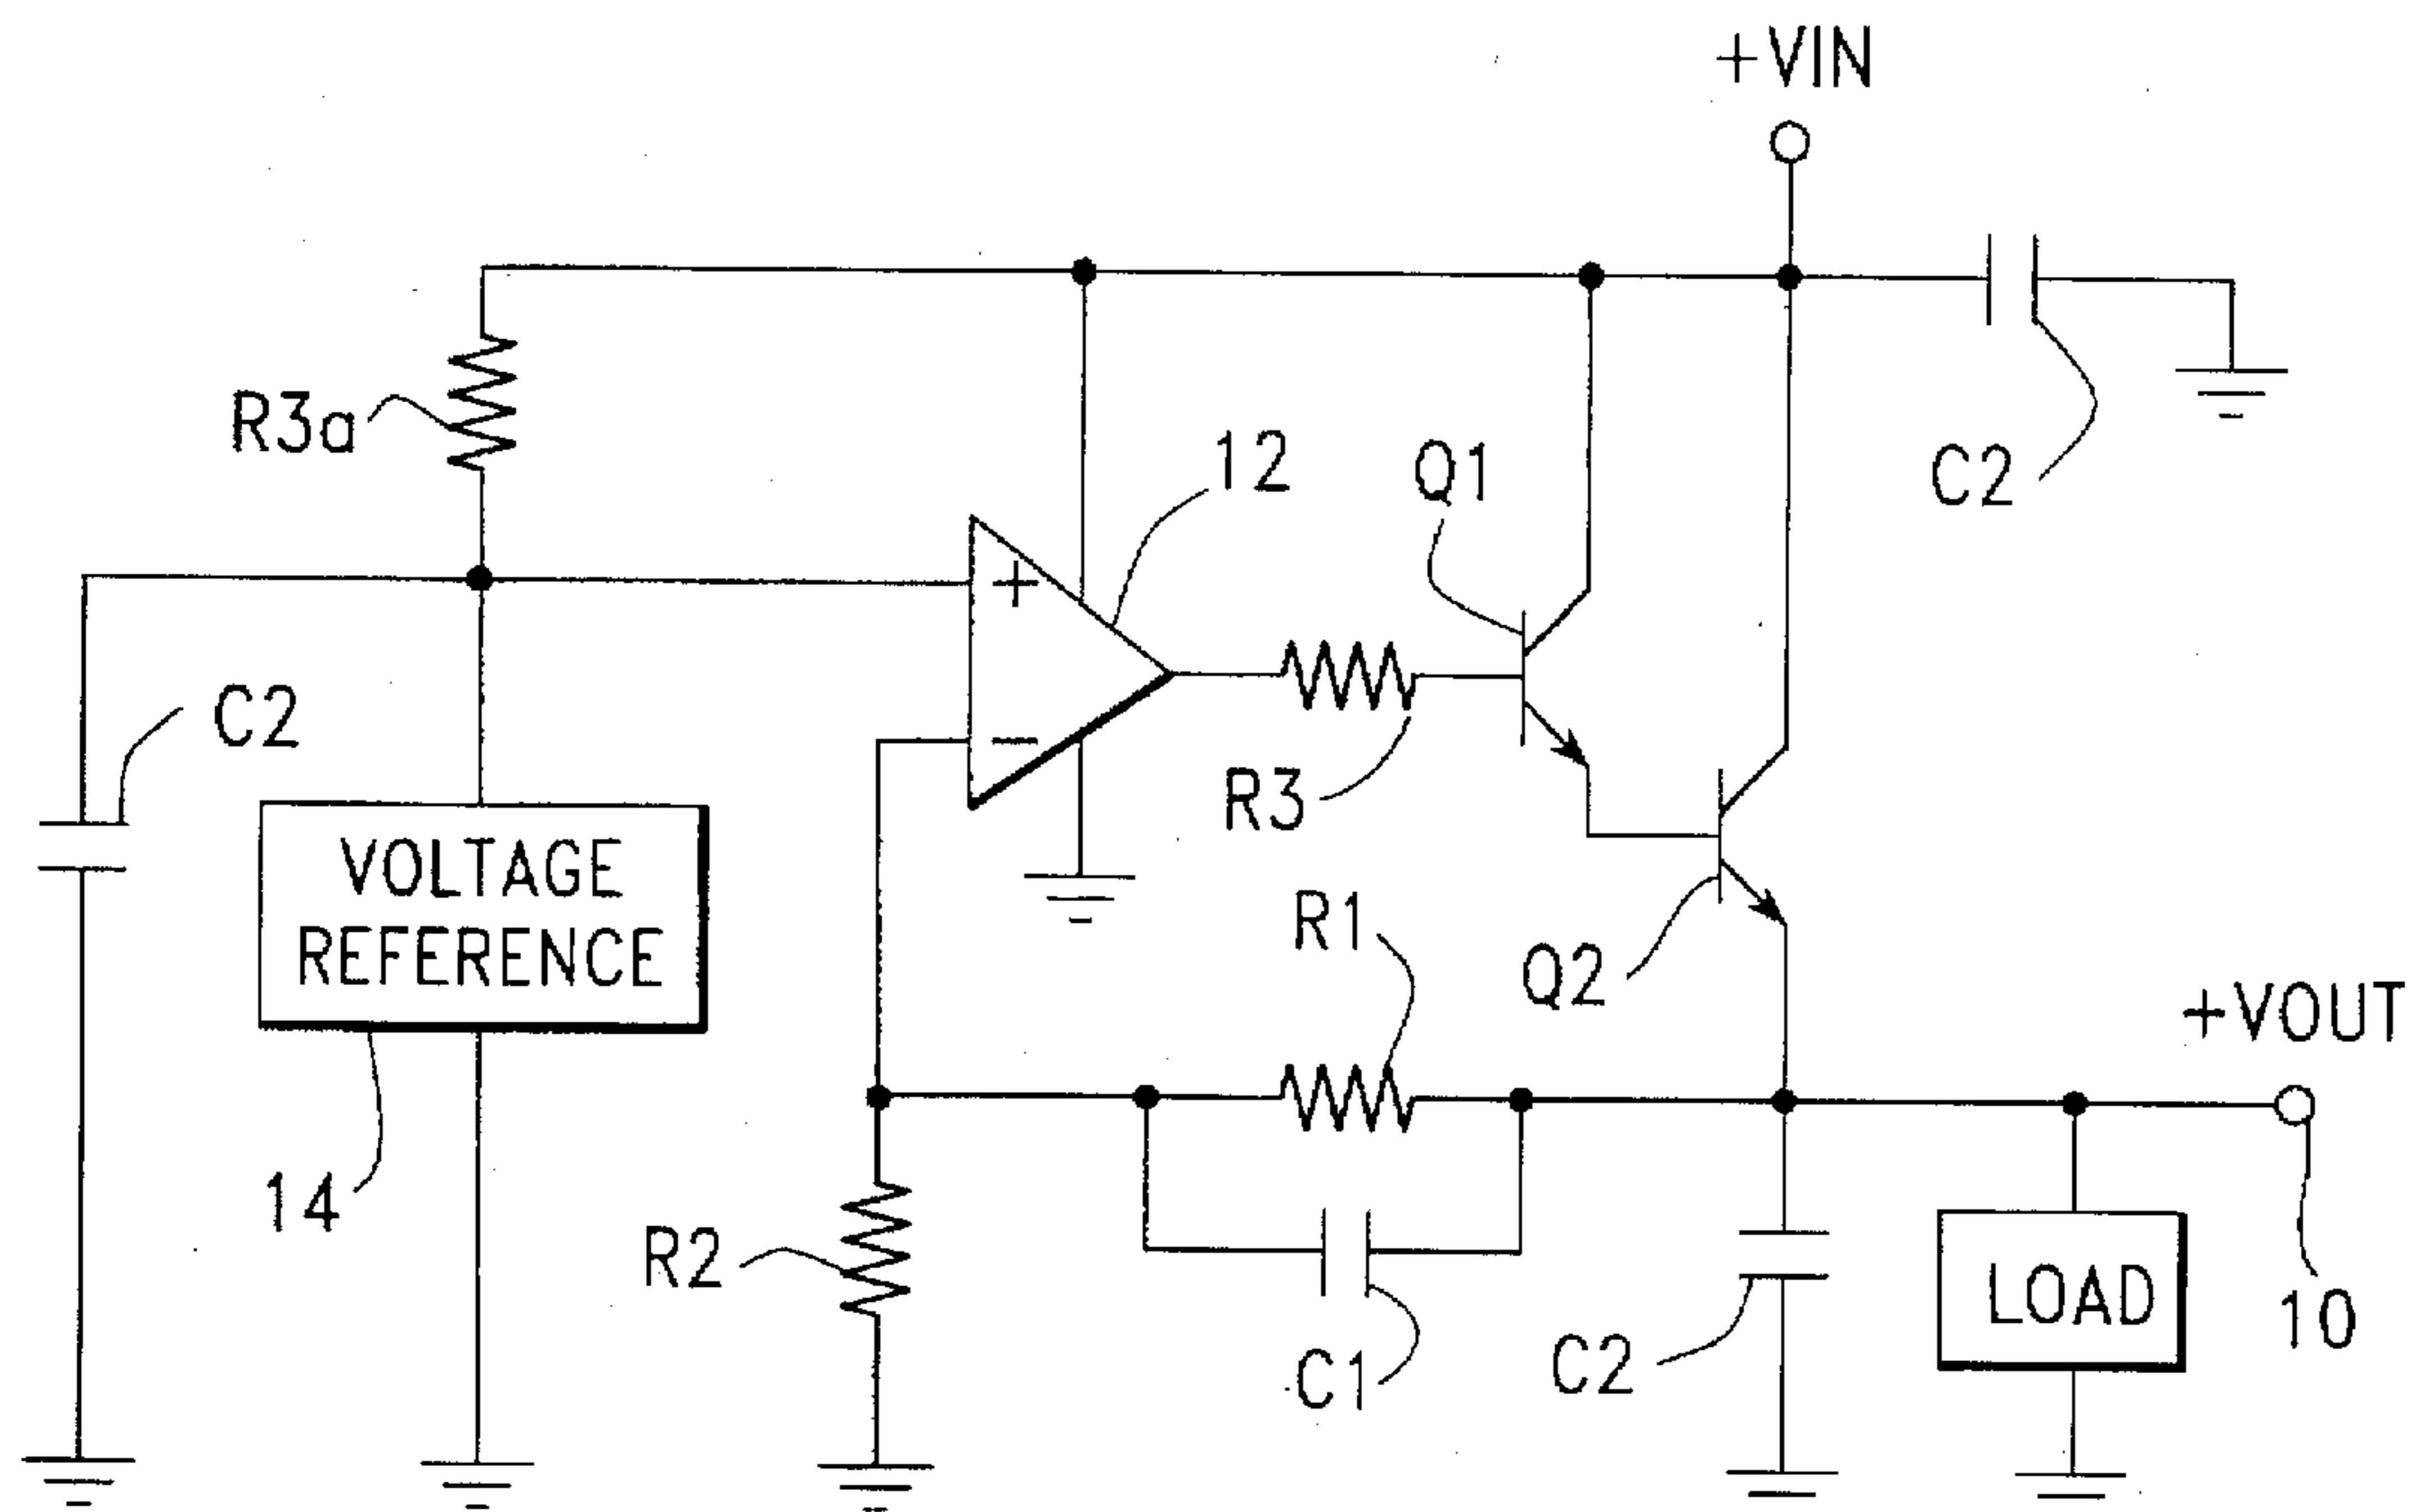 +VIN
R3a
12
Q1
C2
+
C2
R3
−
VOLTAGE
REFERENCE
R1
Q2
+VOUT
14
R2
C1
C2
LOAD
10